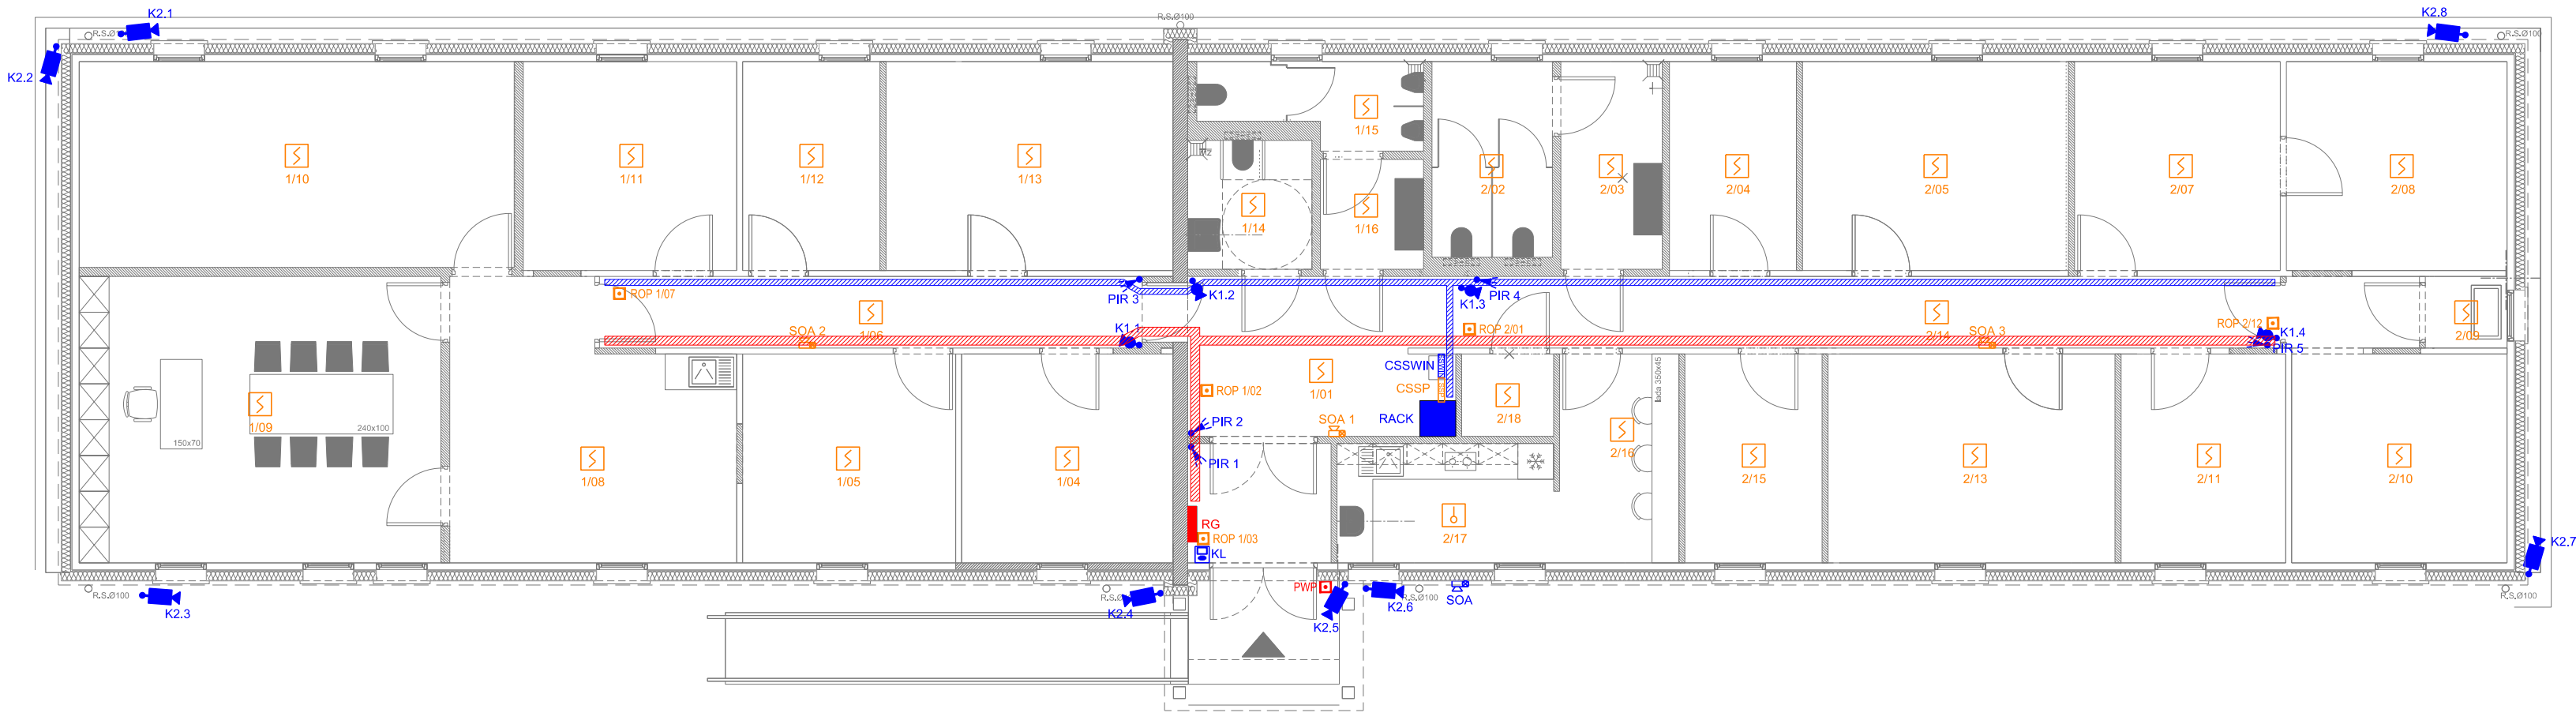 K2.1
R.S.Ø100
K2.8
R.S.Ø100
K2.2
1/15
1/10
1/11
1/12
1/13
2/02
2/03
2/04
2/05
2/07
2/08
1/14
1/16
ROP 1/07
PIR 3
K1.2
K1.3
PIR 4
SOA 2
1/06
K1.1
ROP 2/01
2/14
SOA 3
ROP 2/12
K1.4
PIR 5
2/09
CSSWIN
CSSP
RACK
ROP 1/02
1/01
SOA 1
2/18
lada 350x45
1/09
150x70
240x100
PIR 2
PIR 1
1/08
1/05
1/04
2/16
2/15
2/13
2/11
2/10
RG
ROP 1/03
KL
2/17
K2.7
PWP
R.S.Ø100
K2.3
K2.4
K2.5
K2.6
R.S.Ø100
SOA
R.S.Ø100